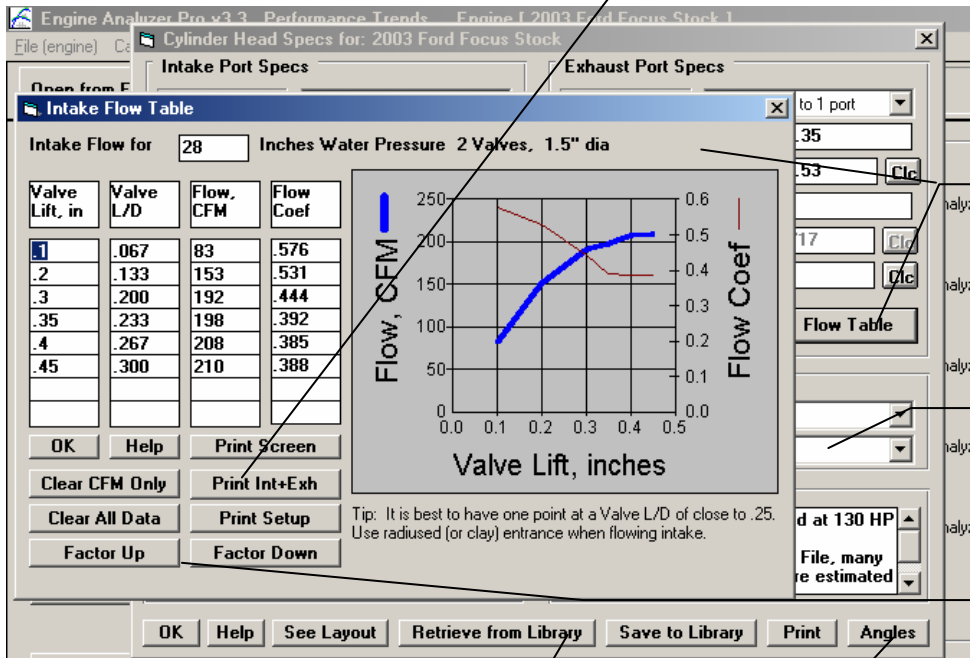 Engine Analyzer Pro v3.3 Performance Trends Engine [ 2003 Ford Focus Stock ]
File (engine) Ca
Cylinder Head Specs for: 2003 Ford Focus Stock
Intake Port Specs
Exhaust Port Specs
Open from E
to 1 port
.35
.53 Clc
17 Clc
Clc
Flow Table
Intake Flow Table
Intake Flow for 28 Inches Water Pressure 2 Valves, 1.5" dia
Valve Lift, in
Valve L/D
Flow, CFM
Flow Coef
.1 .067 83 .576
.2 .133 153 .531
.3 .200 192 .444
.35 .233 198 .392
.4 .267 208 .385
.45 .300 210 .388
OK Help Print Screen
Clear CFM Only Print Int+Exh
Clear All Data Print Setup
Factor Up Factor Down
Flow, CFM
250
200
150
100
50
0
0.6
0.5
0.4
0.3
0.2
0.1
0.0
Flow Coef
0.0 0.1 0.2 0.3 0.4 0.5
Valve Lift, inches
Tip: It is best to have one point at a Valve L/D of close to .25.
Use radiused (or clay) entrance when flowing intake.
d at 130 HP
File, many
re estimated
nalyz
nalyz
nalyz
nalyz
OK Help See Layout Retrieve from Library Save to Library Print Angles